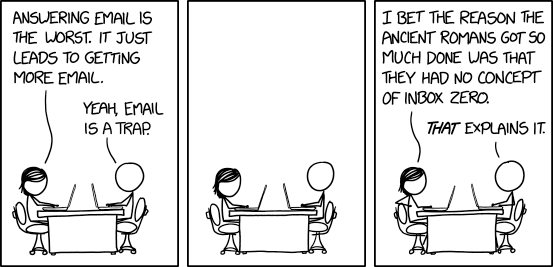 ANSWERING EMAIL IS
THE WORST. IT JUST
LEADS TO GETTING
MORE EMAIL.
YEAH, EMAIL
IS A TRAP.
I BET THE REASON THE
ANCIENT ROMANS GOT SO
MUCH DONE WAS THAT
THEY HAD NO CONCEPT
OF INBOX ZERO.
THAT EXPLAINS IT.